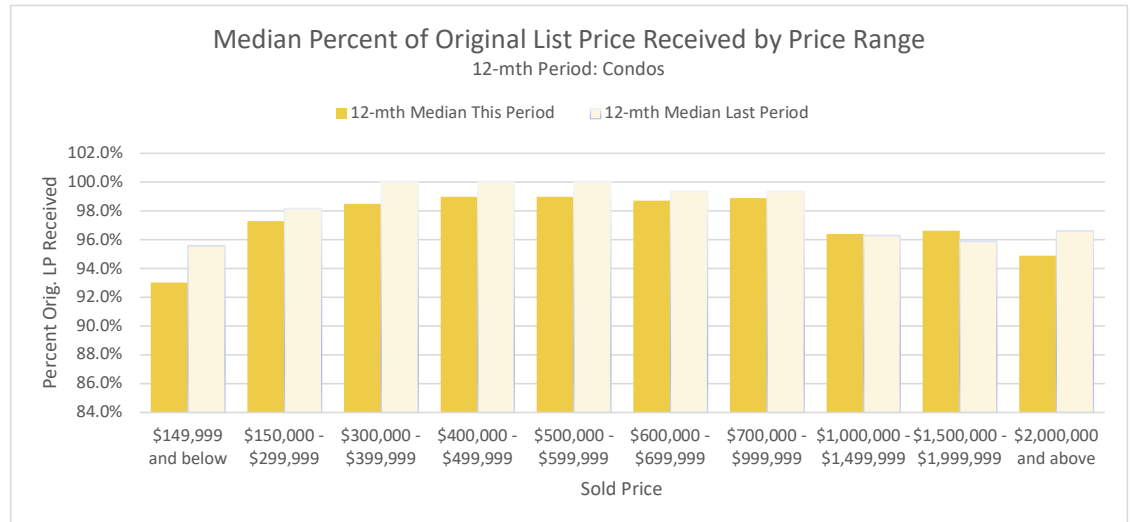 Median Percent of Original List Price Received by Price Range
12-mth Period: Condos
12-mth Median This Period 12-mth Median Last Period
Percent Orig. LP Received
102.0%
100.0%
98.0%
96.0%
94.0%
92.0%
90.0%
88.0%
86.0%
84.0%
$149,999 $150,000 - $300,000 - $400,000 - $500,000 - $600,000 - $700,000 - $1,000,000 - $1,500,000 - $2,000,000
and below $299,999 $399,999 $499,999 $599,999 $699,999 $999,999 $1,499,999 $1,999,999 and above
Sold Price